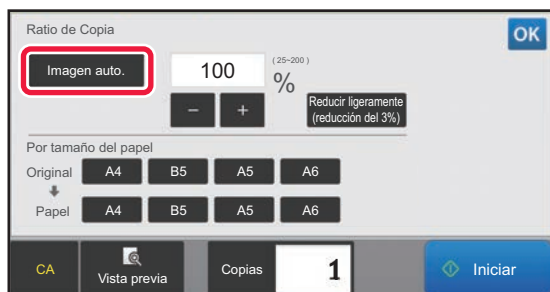 Ratio de Copia
OK
Imagen auto.
100
(25~200)
%
－
＋
Reducir ligeramente
(reducción del 3%)
Por tamaño del papel
Original A4 B5 A5 A6
Papel A4 B5 A5 A6
CA
Vista previa
Copias
1
Iniciar